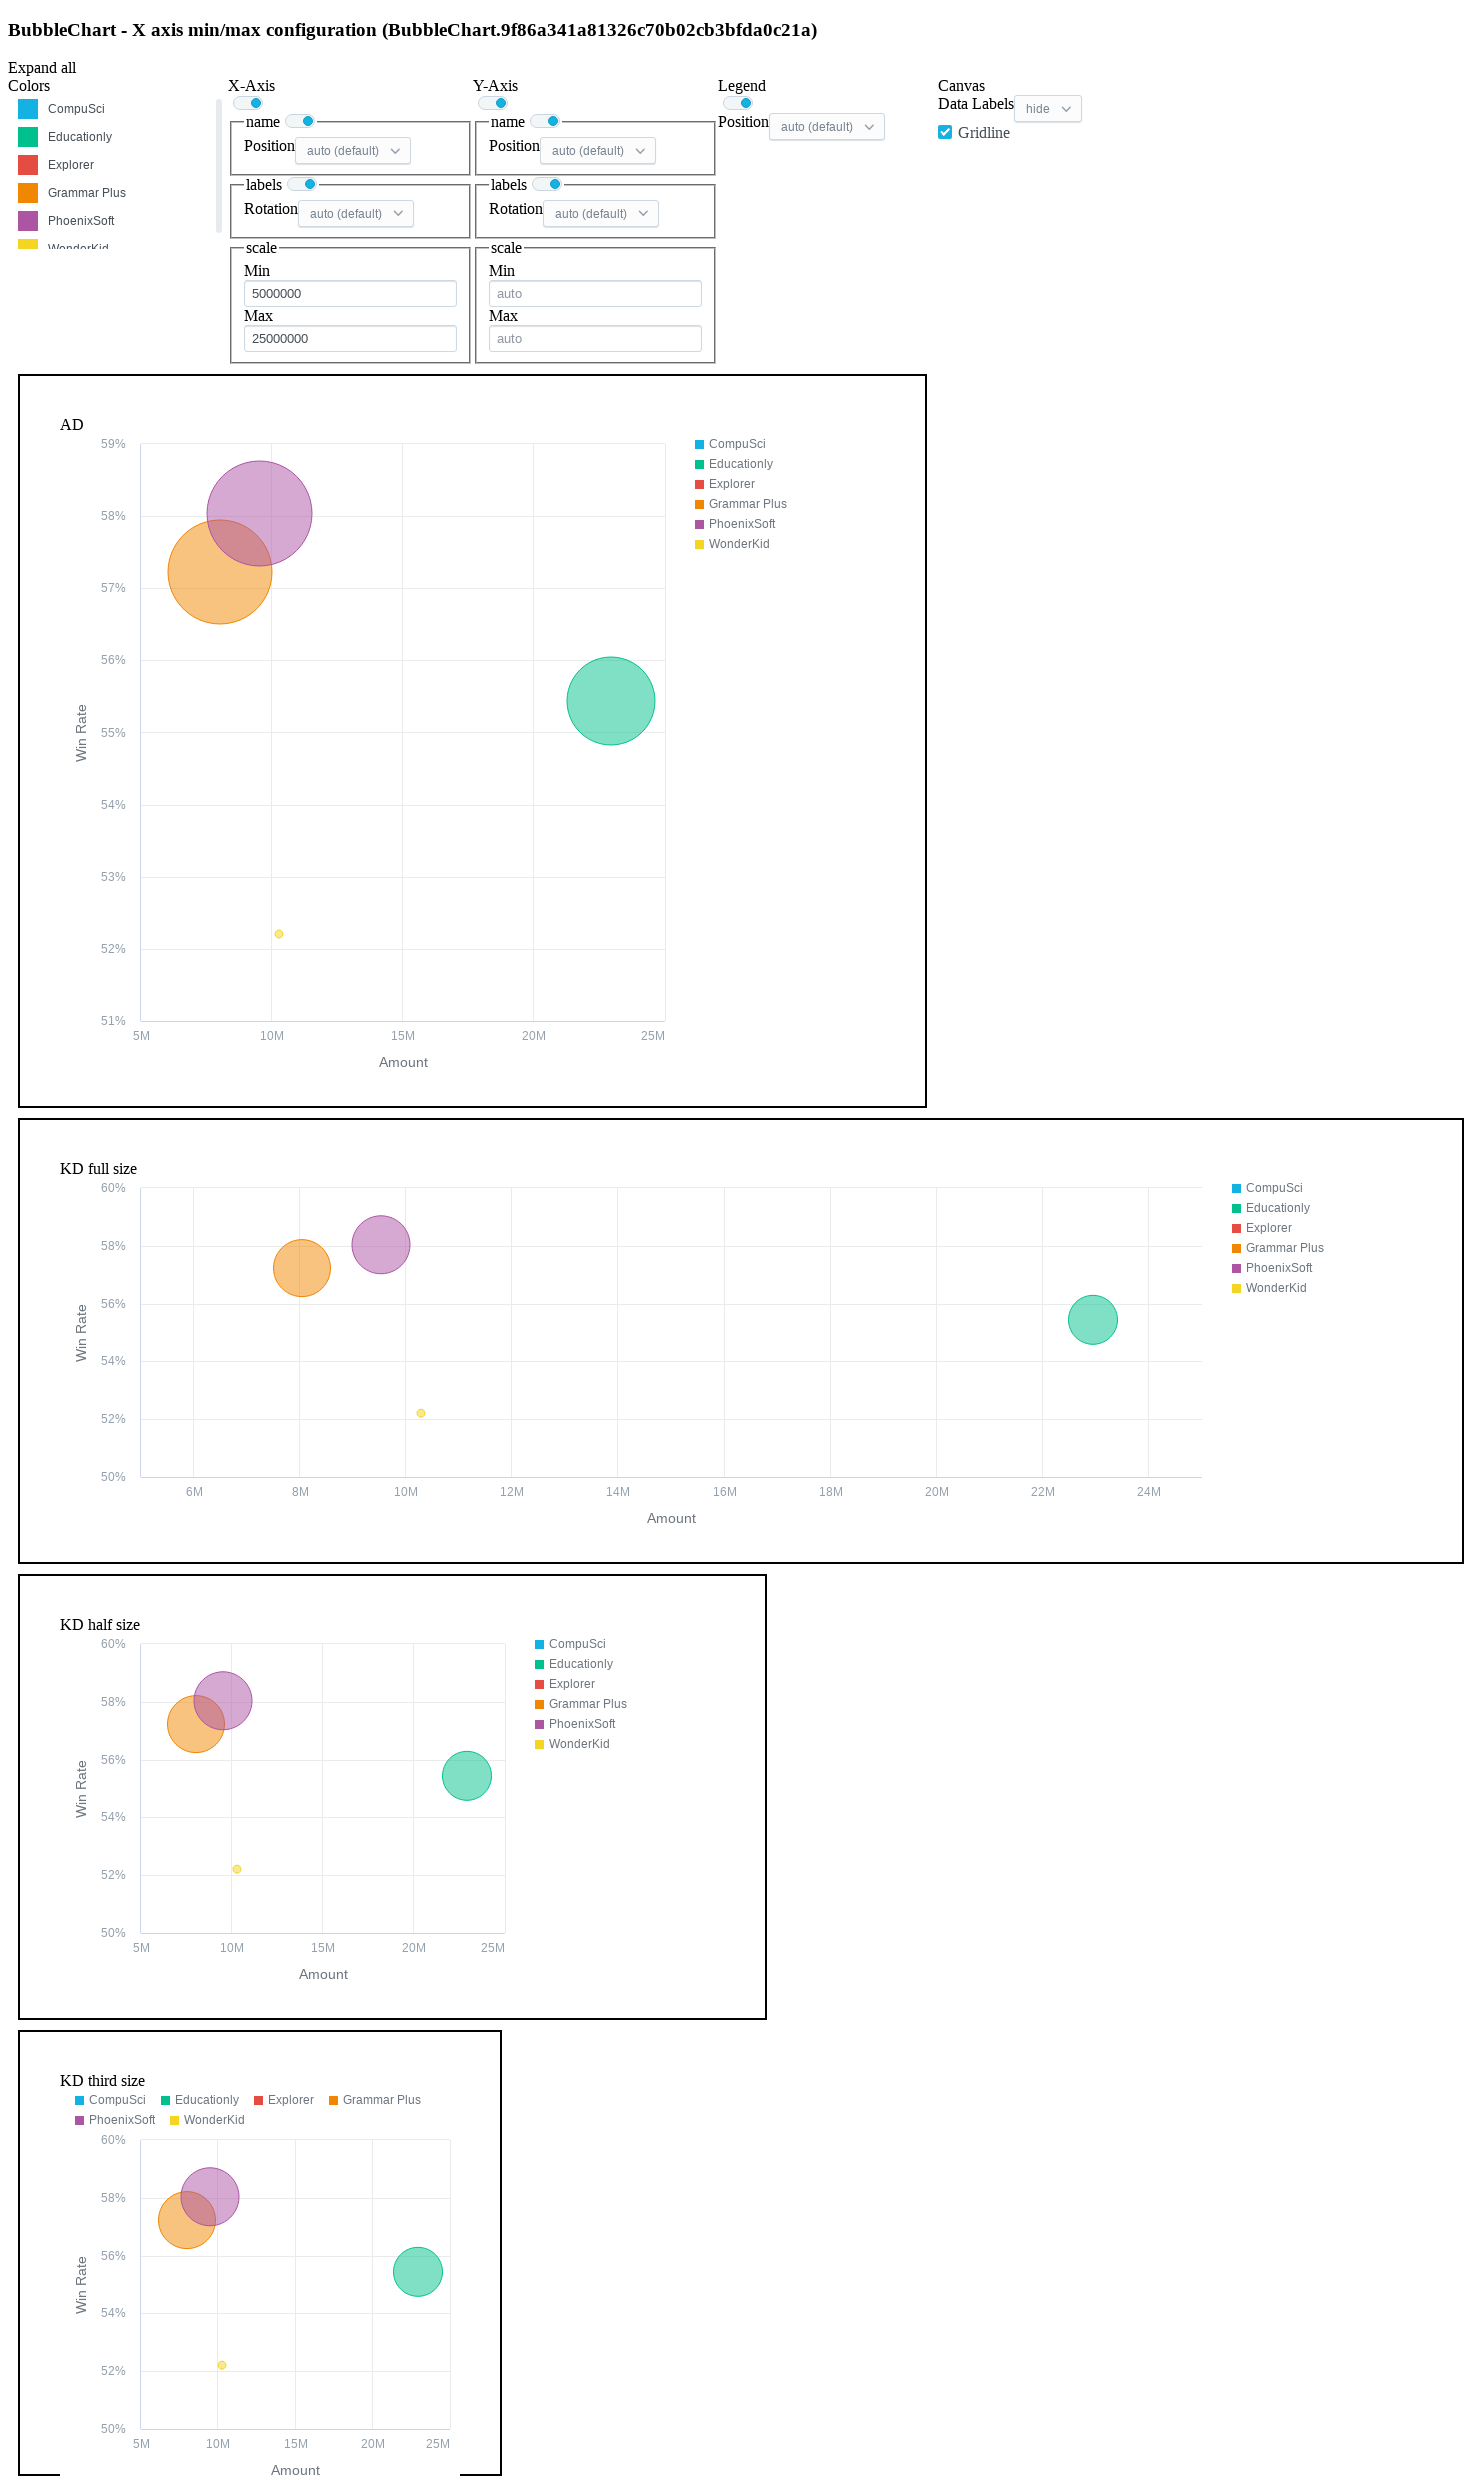 BubbleChart - X axis min/max configuration (BubbleChart.9f86a341a81326c70b02cb3bfda0c21a)
Expand all
Colors
CompuSci
Educationly
Explorer
Grammar Plus
PhoenixSoft
WonderKid
X-Axis
name
Position auto (default)
labels
Rotation auto (default)
scale
Min
5000000
Max
25000000
Y-Axis
name
Position auto (default)
labels
Rotation auto (default)
scale
Min
auto
Max
auto
Legend
Position auto (default)
Canvas
Data Labels hide
Gridline
AD
59%
58%
57%
56%
55%
54%
53%
52%
51%
Win Rate
5M 10M 15M 20M 25M
Amount
CompuSci
Educationly
Explorer
Grammar Plus
PhoenixSoft
WonderKid
KD full size
60%
58%
56%
54%
52%
50%
Win Rate
6M 8M 10M 12M 14M 16M 18M 20M 22M 24M
Amount
CompuSci
Educationly
Explorer
Grammar Plus
PhoenixSoft
WonderKid
KD half size
60%
58%
56%
54%
52%
50%
Win Rate
5M 10M 15M 20M 25M
Amount
CompuSci
Educationly
Explorer
Grammar Plus
PhoenixSoft
WonderKid
KD third size
CompuSci Educationly Explorer Grammar Plus
PhoenixSoft WonderKid
60%
58%
56%
54%
52%
50%
Win Rate
5M 10M 15M 20M 25M
Amount